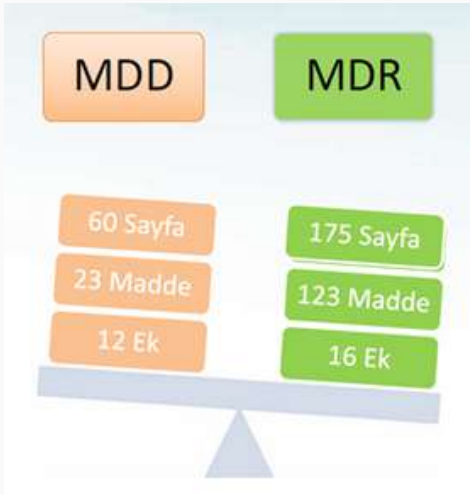 MDD
MDR
60 Sayfa
23 Madde
12 Ek
175 Sayfa
123 Madde
16 Ek